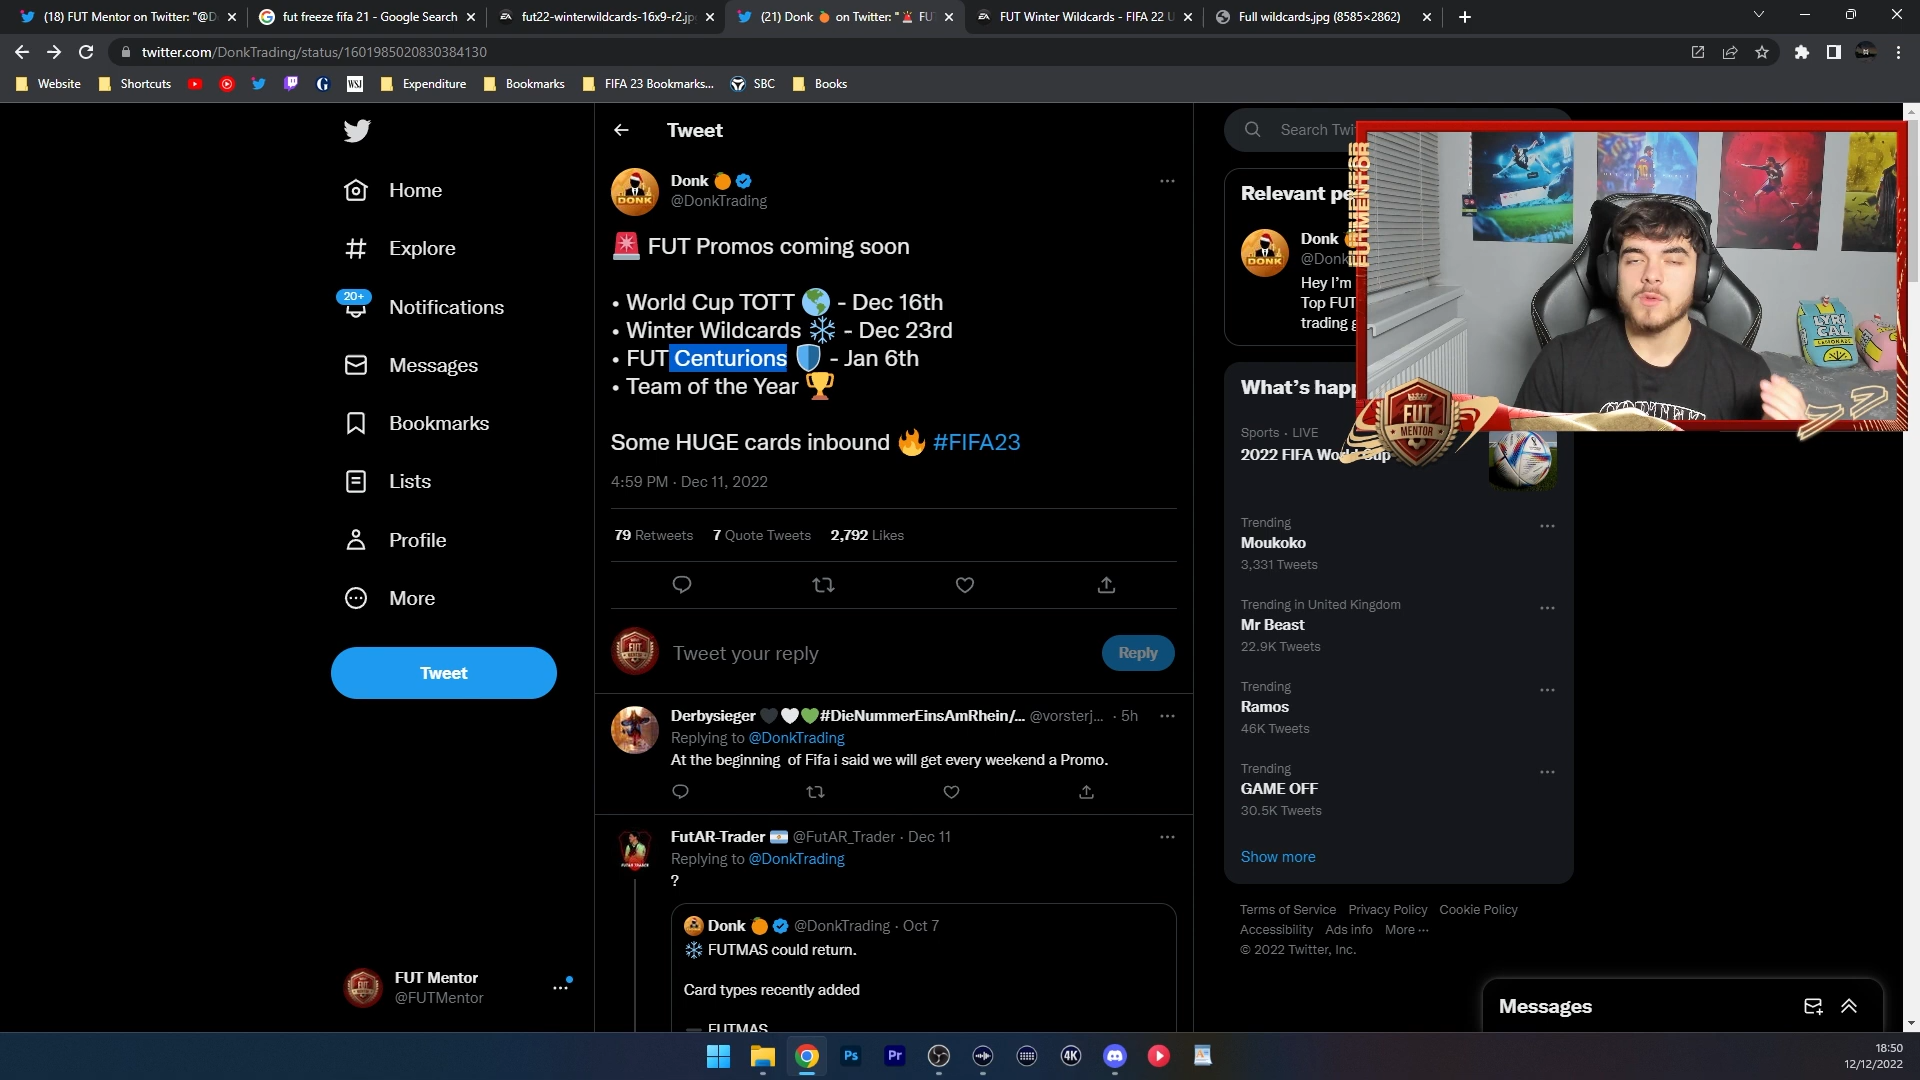 (18) FUT Mentor on Twitter: "@D
fut freeze fifa 21 - Google Search
fut22-winterwildcards-16x9-r2.jp
(21) Donk 🍊 on Twitter: "🚨 FU
FUT Winter Wildcards - FIFA 22 U
Full wildcards.jpg (8585×2862)
twitter.com/DonkTrading/status/1601985020830384130
Website
Shortcuts
Expenditure
Bookmarks
FIFA 23 Bookmarks...
SBC
Books
Home
Explore
20+
Notifications
Messages
Bookmarks
Lists
Profile
More
Tweet
FUT Mentor
@FUTMentor
Tweet
Donk 🍊
@DonkTrading
🚨 FUT Promos coming soon
• World Cup TOTT 🌎 - Dec 16th
• Winter Wildcards ❄️ - Dec 23rd
• FUT Centurions 🛡️ - Jan 6th
• Team of the Year 🏆
Some HUGE cards inbound 🔥 #FIFA23
4:59 PM · Dec 11, 2022
79 Retweets 7 Quote Tweets 2,792 Likes
Tweet your reply
Reply
Derbysieger 🖤🤍💚#DieNummerEinsAmRhein/... @vorsterj... · 5h
Replying to @DonkTrading
At the beginning of Fifa i said we will get every weekend a Promo.
FutAR-Trader 🇦🇷 @FutAR_Trader · Dec 11
Replying to @DonkTrading
?
Donk 🍊 @DonkTrading · Oct 7
❄️ FUTMAS could return.
Card types recently added
— FUTMAS
Search Twi
Relevant pe
Donk
@Donk
Hey I'm
Top FUT
trading g
FUTMENTOR
FUT
MENTOR
LYRI
CAL
LEMONADE
What's happ
Sports · LIVE
2022 FIFA World Cup
Trending
Moukoko
3,331 Tweets
Trending in United Kingdom
Mr Beast
22.9K Tweets
Trending
Ramos
46K Tweets
Trending
GAME OFF
30.5K Tweets
Show more
Terms of Service Privacy Policy Cookie Policy
Accessibility Ads info More ···
© 2022 Twitter, Inc.
Messages
Ps
Pr
4K
18:50
12/12/2022